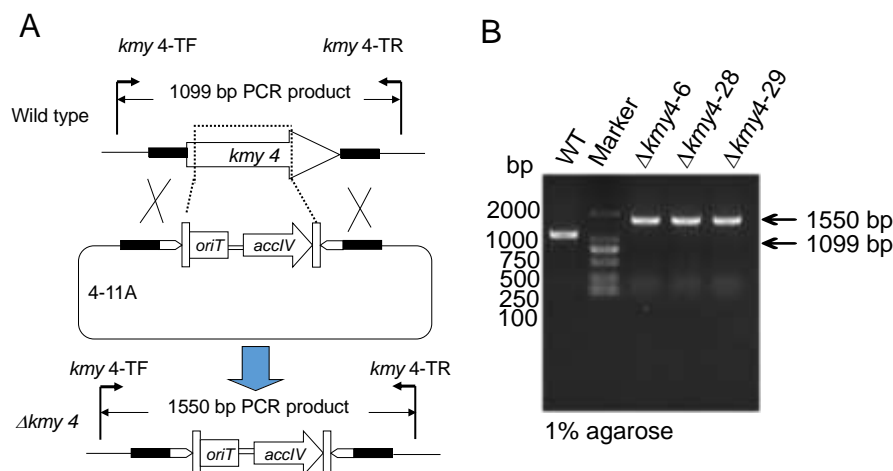 A
kmy 4-TF
kmy 4-TR
1099 bp PCR product
Wild type
kmy 4
oriT
accIV
4-11A
kmy 4-TF
kmy 4-TR
1550 bp PCR product
Δkmy 4
oriT
accIV
B
WT
Marker
Δkmy4-6
Δkmy4-28
Δkmy4-29
bp
2000
1000
750
500
250
100
1550 bp
1099 bp
1% agarose